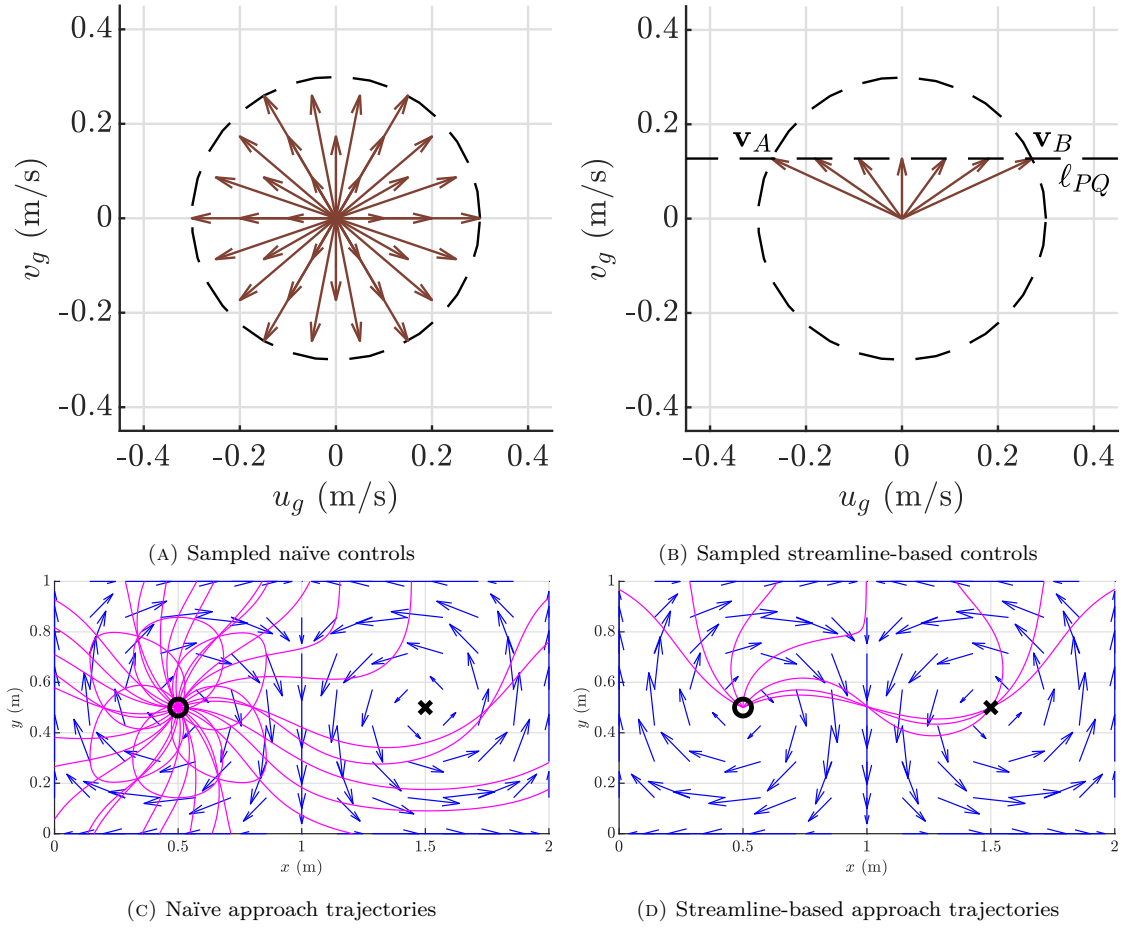 0.4
0.2
0
-0.2
-0.4
v_g (m/s)
-0.4 -0.2 0 0.2 0.4
u_g (m/s)
(A) Sampled naïve controls
0.4
0.2
0
-0.2
-0.4
v_g (m/s)
v_A v_B
ℓ_PQ
-0.4 -0.2 0 0.2 0.4
u_g (m/s)
(B) Sampled streamline-based controls
1
0.8
0.6
0.4
0.2
0
y (m)
0 0.5 1 1.5 2
x (m)
(C) Naïve approach trajectories
1
0.8
0.6
0.4
0.2
0
y (m)
0 0.5 1 1.5 2
x (m)
(D) Streamline-based approach trajectories